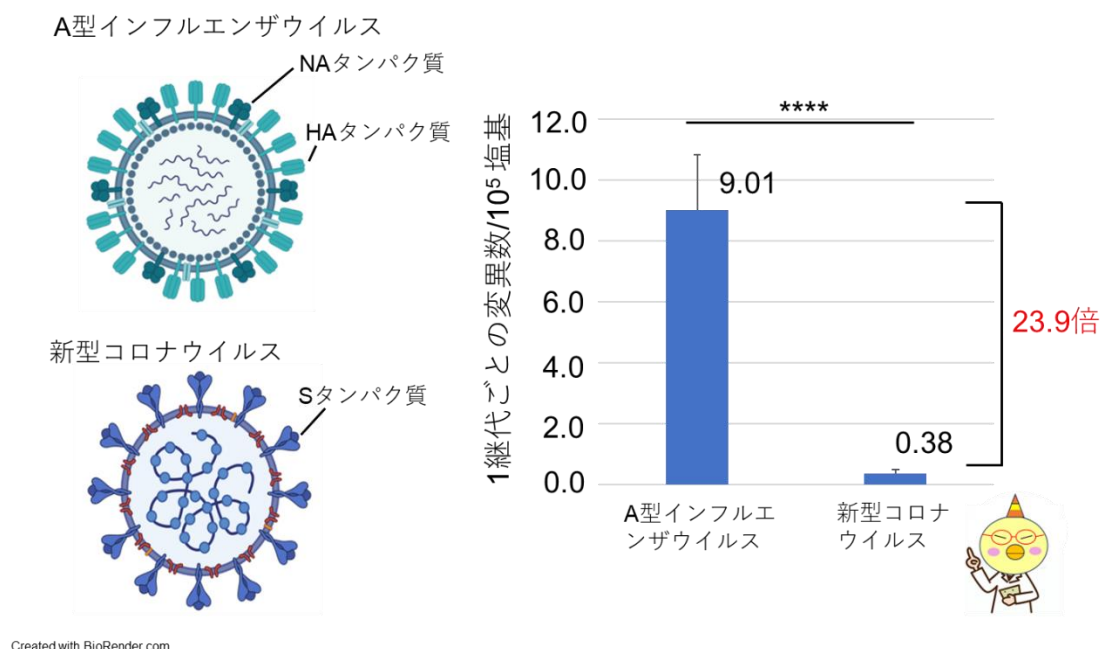 A型インフルエンザウイルス
NAタンパク質
HAタンパク質
新型コロナウイルス
Sタンパク質
1継代ごとの変異数/10⁵ 塩基
****
12.0
10.0
8.0
6.0
4.0
2.0
0.0
9.01
0.38
23.9倍
A型インフルエ
ンザウイルス
新型コロナ
ウイルス
Created with BioRender.com